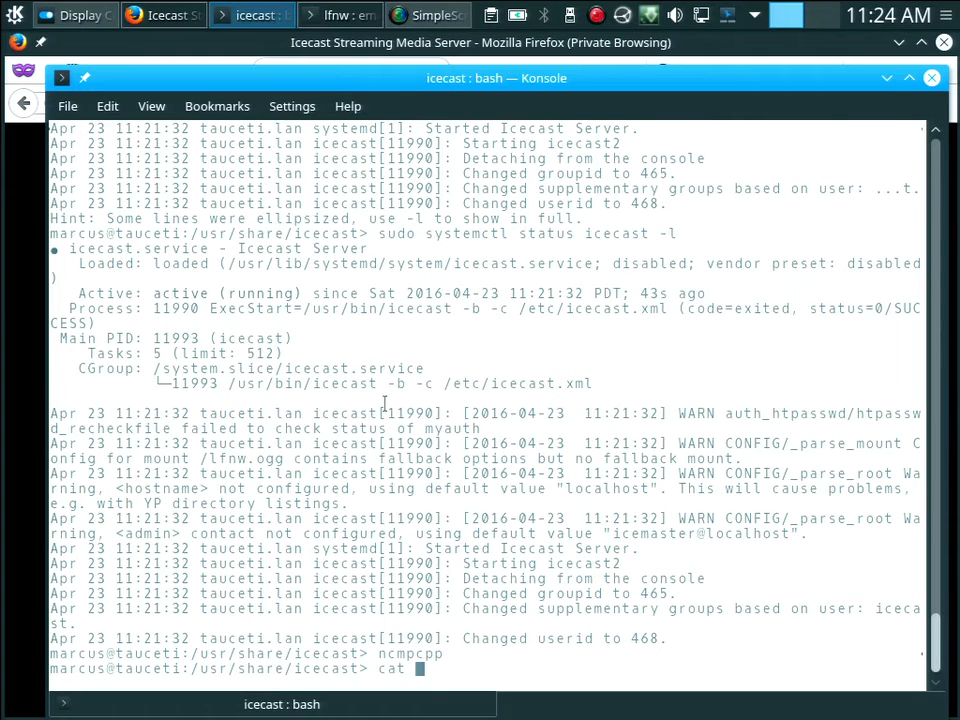 Display C
Icecast St
icecast : b
lfnw : em
SimpleSc
11:24 AM
Icecast Streaming Media Server - Mozilla Firefox (Private Browsing)
icecast : bash — Konsole
File Edit View Bookmarks Settings Help
Apr 23 11:21:32 tauceti.lan systemd[1]: Started Icecast Server.
Apr 23 11:21:32 tauceti.lan icecast[11990]: Starting icecast2
Apr 23 11:21:32 tauceti.lan icecast[11990]: Detaching from the console
Apr 23 11:21:32 tauceti.lan icecast[11990]: Changed groupid to 465.
Apr 23 11:21:32 tauceti.lan icecast[11990]: Changed supplementary groups based on user: ...t.
Apr 23 11:21:32 tauceti.lan icecast[11990]: Changed userid to 468.
Hint: Some lines were ellipsized, use -l to show in full.
marcus@tauceti:/usr/share/icecast> sudo systemctl status icecast -l
● icecast.service - Icecast Server
Loaded: loaded (/usr/lib/systemd/system/icecast.service; disabled; vendor preset: disabled
)
Active: active (running) since Sat 2016-04-23 11:21:32 PDT; 43s ago
Process: 11990 ExecStart=/usr/bin/icecast -b -c /etc/icecast.xml (code=exited, status=0/SUC
CESS)
Main PID: 11993 (icecast)
Tasks: 5 (limit: 512)
CGroup: /system.slice/icecast.service
└─11993 /usr/bin/icecast -b -c /etc/icecast.xml
Apr 23 11:21:32 tauceti.lan icecast[11990]: [2016-04-23  11:21:32] WARN auth_htpasswd/htpassw
d_recheckfile failed to check status of myauth
Apr 23 11:21:32 tauceti.lan icecast[11990]: [2016-04-23  11:21:32] WARN CONFIG/_parse_mount C
onfig for mount /lfnw.ogg contains fallback options but no fallback mount.
Apr 23 11:21:32 tauceti.lan icecast[11990]: [2016-04-23  11:21:32] WARN CONFIG/_parse_root Wa
rning, <hostname> not configured, using default value "localhost". This will cause problems,
e.g. with YP directory listings.
Apr 23 11:21:32 tauceti.lan icecast[11990]: [2016-04-23  11:21:32] WARN CONFIG/_parse_root Wa
rning, <admin> contact not configured, using default value "icemaster@localhost".
Apr 23 11:21:32 tauceti.lan systemd[1]: Started Icecast Server.
Apr 23 11:21:32 tauceti.lan icecast[11990]: Starting icecast2
Apr 23 11:21:32 tauceti.lan icecast[11990]: Detaching from the console
Apr 23 11:21:32 tauceti.lan icecast[11990]: Changed groupid to 465.
Apr 23 11:21:32 tauceti.lan icecast[11990]: Changed supplementary groups based on user: iceca
st.
Apr 23 11:21:32 tauceti.lan icecast[11990]: Changed userid to 468.
marcus@tauceti:/usr/share/icecast> ncmpcpp
marcus@tauceti:/usr/share/icecast> cat
icecast : bash